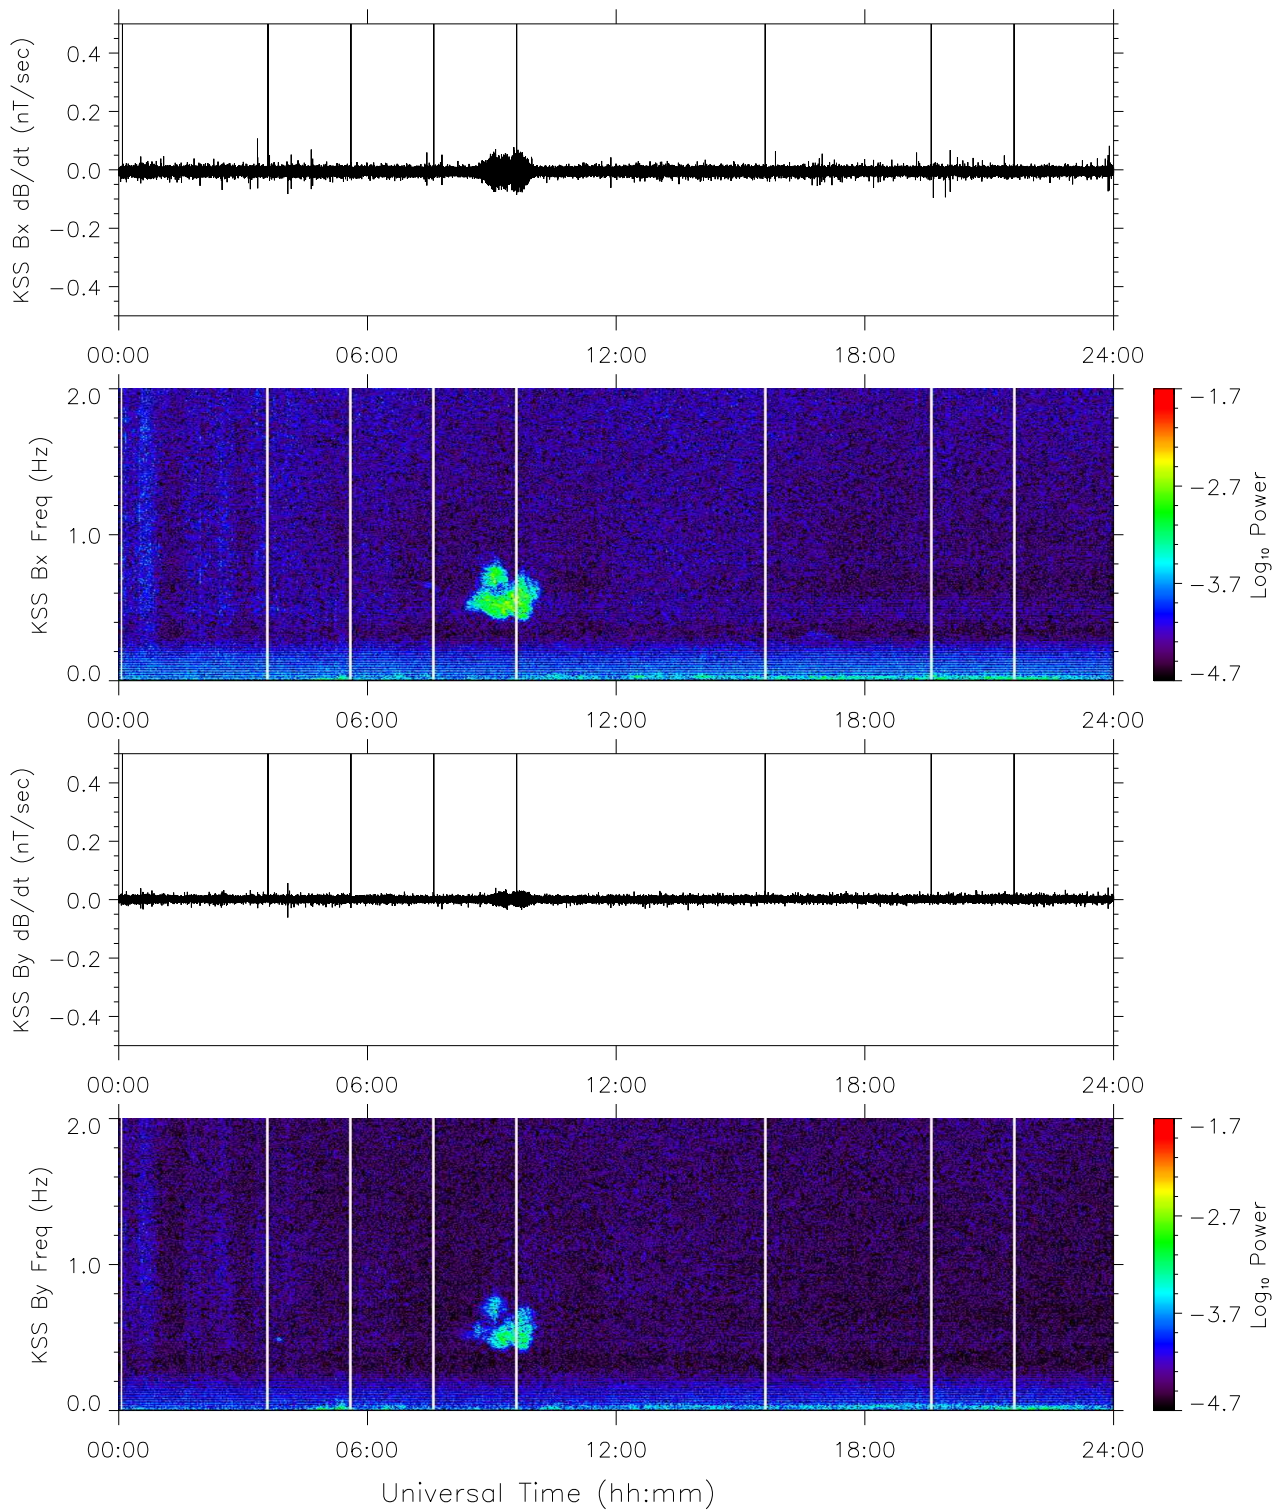 KSS Bx dB/dt (nT/sec)
0.4
0.2
0.0
−0.2
−0.4
00:00 06:00 12:00 18:00 24:00
KSS Bx Freq (Hz)
2.0
1.0
0.0
−1.7
−2.7
−3.7
−4.7
Log₁₀ Power
00:00 06:00 12:00 18:00 24:00
KSS By dB/dt (nT/sec)
0.4
0.2
0.0
−0.2
−0.4
00:00 06:00 12:00 18:00 24:00
KSS By Freq (Hz)
2.0
1.0
0.0
−1.7
−2.7
−3.7
−4.7
Log₁₀ Power
00:00 06:00 12:00 18:00 24:00
Universal Time (hh:mm)